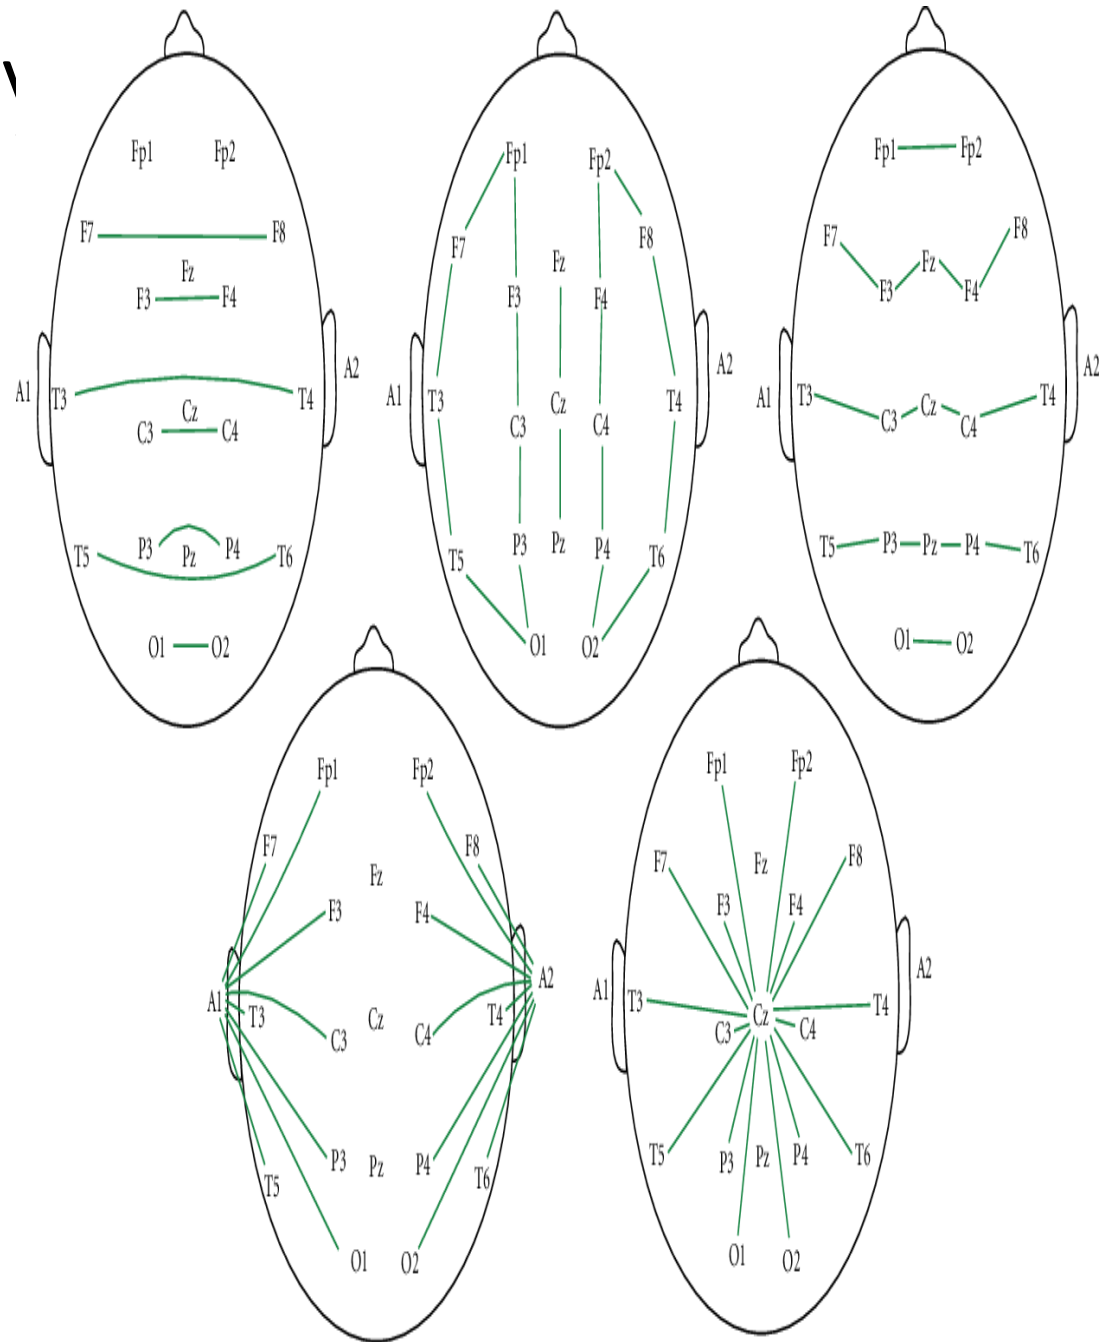 Fp1 Fp2
F7 F8
Fz
F3 F4
A1 T3 T4 A2
Cz
C3 C4
T5 P3 Pz P4 T6
O1 O2
Fp1 Fp2
F7 F8
Fz
F3 F4
A1 T3 T4 A2
Cz
C3 C4
P3 Pz P4
T5 T6
O1 O2
Fp1 Fp2
F7 F8
Fz
F3 F4
A1 T3 T4 A2
Cz
C3 C4
T5 P3 Pz P4 T6
O1 O2
Fp1 Fp2
F7 F8
Fz
F3 F4
A1 A2
T3 Cz T4
C3 C4
P3 Pz P4
T5 T6
O1 O2
Fp1 Fp2
F7 Fz F8
F3 F4
A1 T3 T4 A2
Cz
C3 C4
T5 P3 Pz P4 T6
O1 O2